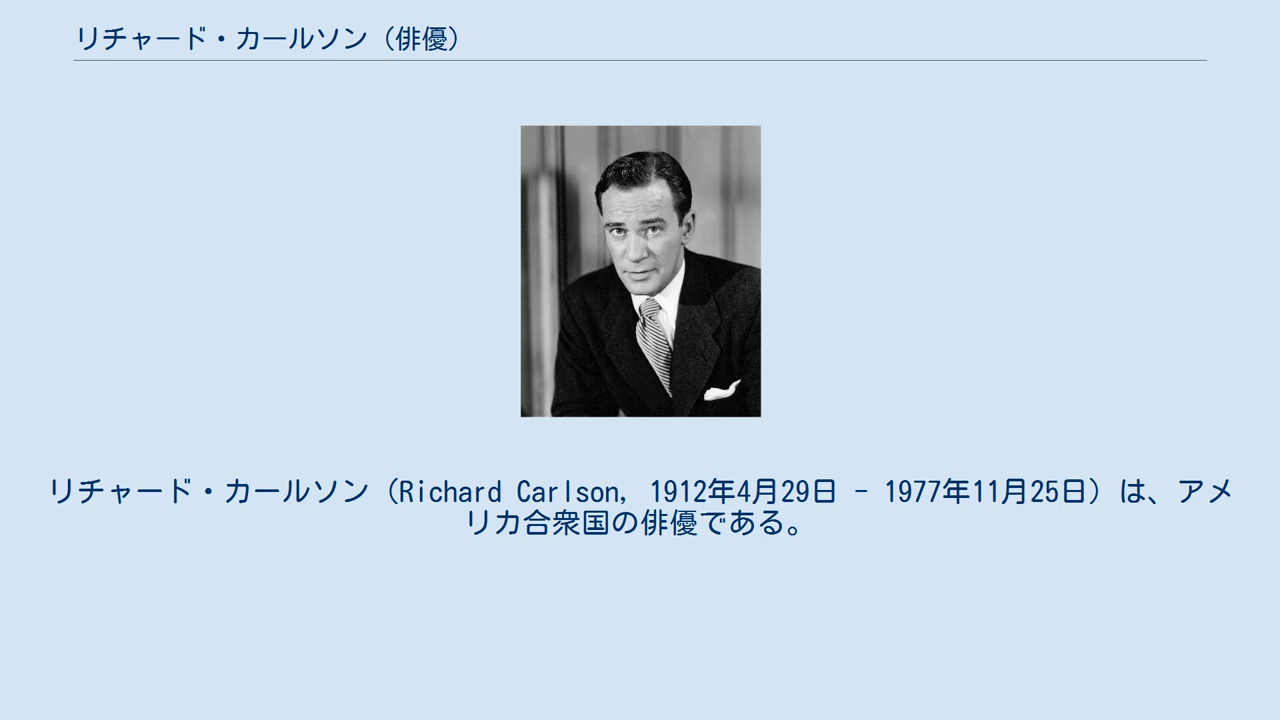 リチャード・カールソン（俳優）
リチャード・カールソン（Richard Carlson, 1912年4月29日 - 1977年11月25日）は、アメ
リカ合衆国の俳優である。